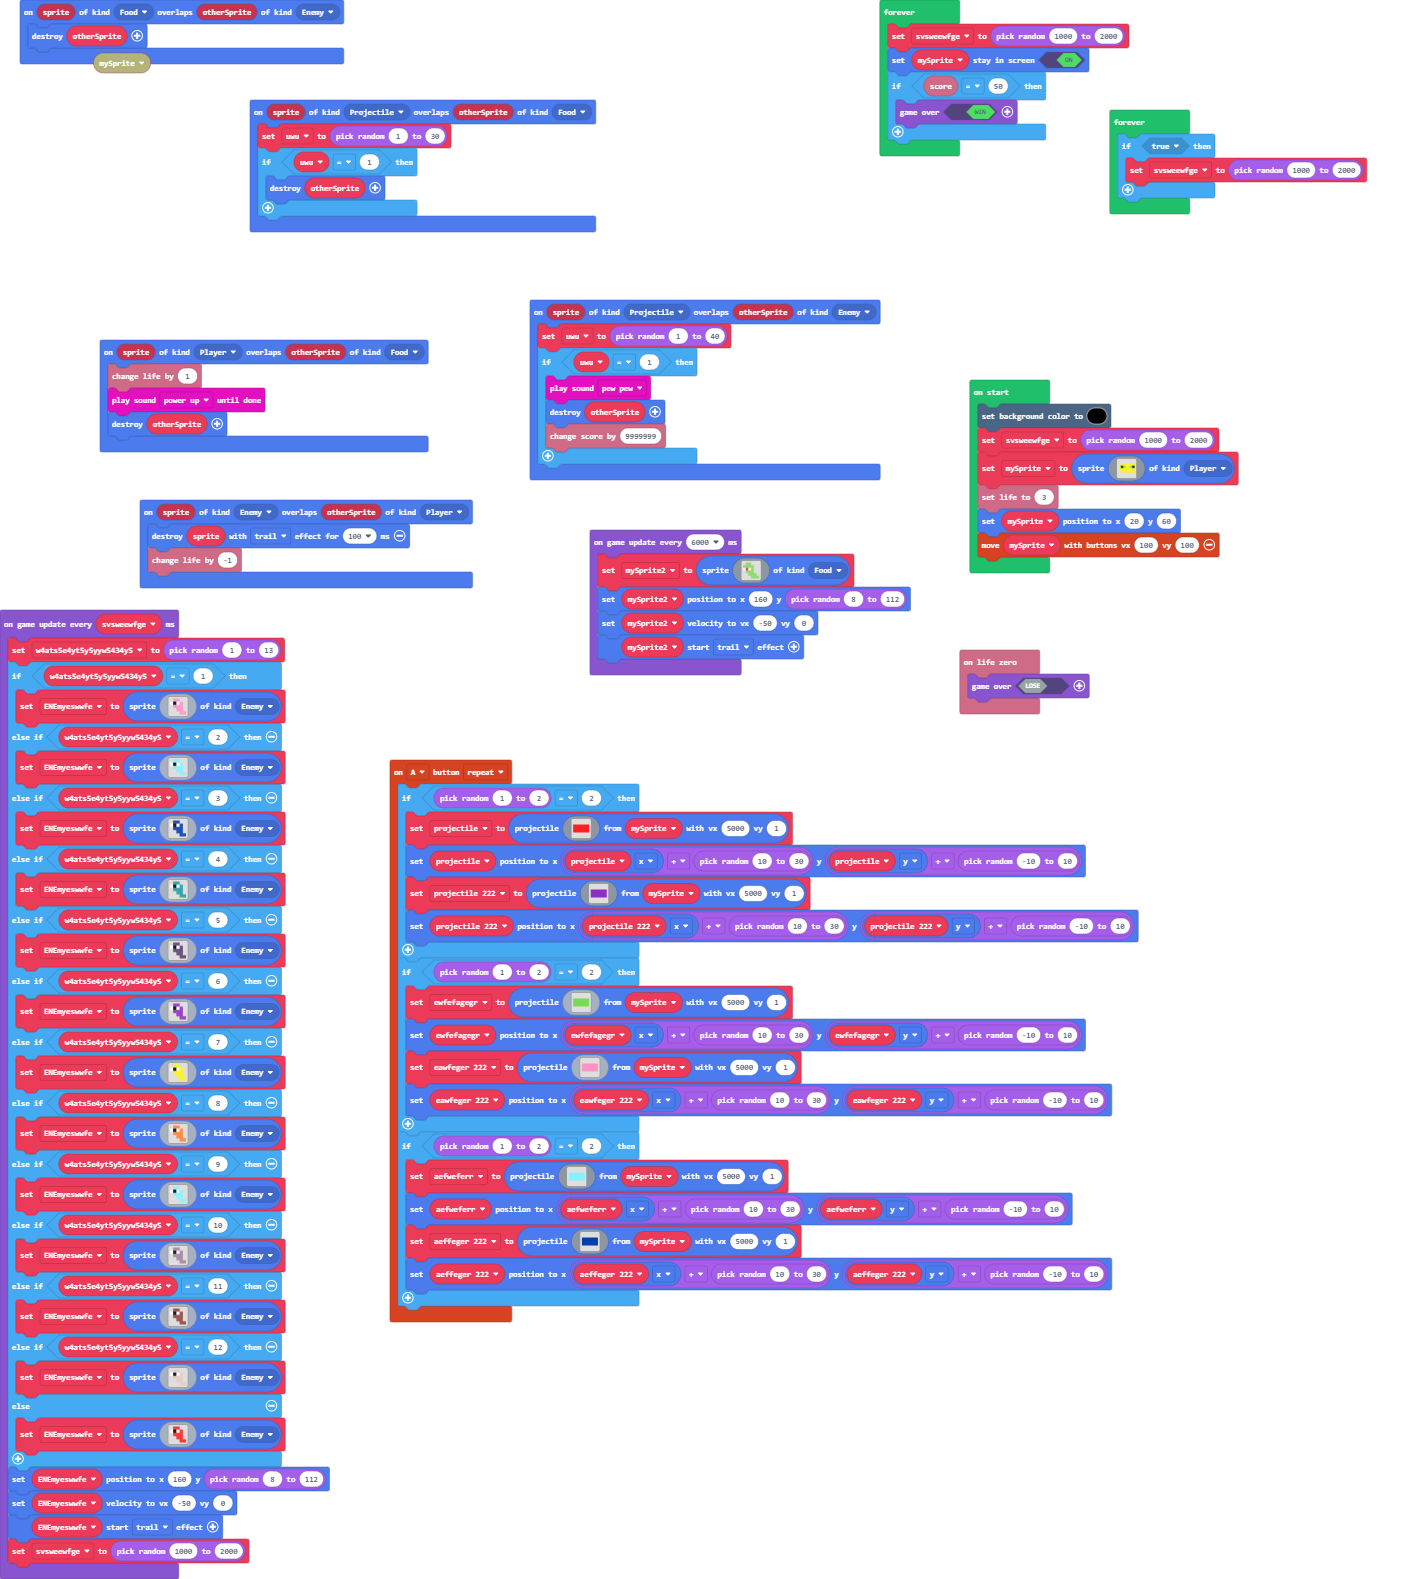 on sprite of kind Food overlaps otherSprite of kind Enemy
destroy otherSprite
mySprite
on sprite of kind Projectile overlaps otherSprite of kind Food
set uwu to pick random 1 to 30
if uwu = 1 then
destroy otherSprite
forever
set svsweewfge to pick random 1000 to 2000
set mySprite stay in screen ON
if score = 50 then
game over WIN
forever
if true then
set svsweewfge to pick random 1000 to 2000
on sprite of kind Player overlaps otherSprite of kind Food
change life by 1
play sound power up until done
destroy otherSprite
on sprite of kind Projectile overlaps otherSprite of kind Enemy
set uwu to pick random 1 to 40
if uwu = 1 then
play sound pew pew
destroy otherSprite
change score by 9999999
on start
set background color to
set svsweewfge to pick random 1000 to 2000
set mySprite to sprite of kind Player
set life to 3
set mySprite position to x 20 y 60
move mySprite with buttons vx 100 vy 100
on sprite of kind Enemy overlaps otherSprite of kind Player
destroy sprite with trail effect for 100 ms
change life by -1
on game update every 6000 ms
set mySprite2 to sprite of kind Food
set mySprite2 position to x 160 y pick random 8 to 112
set mySprite2 velocity to vx -50 vy 0
mySprite2 start trail effect
on life zero
game over LOSE
on game update every svsweewfge ms
set w4ats5e4yt5y5yyw5434y5 to pick random 1 to 13
if w4ats5e4yt5y5yyw5434y5 = 1 then
set ENEmyeswwfe to sprite of kind Enemy
else if w4ats5e4yt5y5yyw5434y5 = 2 then
set ENEmyeswwfe to sprite of kind Enemy
else if w4ats5e4yt5y5yyw5434y5 = 3 then
set ENEmyeswwfe to sprite of kind Enemy
else if w4ats5e4yt5y5yyw5434y5 = 4 then
set ENEmyeswwfe to sprite of kind Enemy
else if w4ats5e4yt5y5yyw5434y5 = 5 then
set ENEmyeswwfe to sprite of kind Enemy
else if w4ats5e4yt5y5yyw5434y5 = 6 then
set ENEmyeswwfe to sprite of kind Enemy
else if w4ats5e4yt5y5yyw5434y5 = 7 then
set ENEmyeswwfe to sprite of kind Enemy
else if w4ats5e4yt5y5yyw5434y5 = 8 then
set ENEmyeswwfe to sprite of kind Enemy
else if w4ats5e4yt5y5yyw5434y5 = 9 then
set ENEmyeswwfe to sprite of kind Enemy
else if w4ats5e4yt5y5yyw5434y5 = 10 then
set ENEmyeswwfe to sprite of kind Enemy
else if w4ats5e4yt5y5yyw5434y5 = 11 then
set ENEmyeswwfe to sprite of kind Enemy
else if w4ats5e4yt5y5yyw5434y5 = 12 then
set ENEmyeswwfe to sprite of kind Enemy
else
set ENEmyeswwfe to sprite of kind Enemy
set ENEmyeswwfe position to x 160 y pick random 8 to 112
set ENEmyeswwfe velocity to vx -50 vy 0
ENEmyeswwfe start trail effect
set svsweewfge to pick random 1000 to 2000
on A button repeat
if pick random 1 to 2 = 2 then
set projectile to projectile from mySprite with vx 5000 vy 1
set projectile position to x projectile x + pick random 10 to 30 y projectile y + pick random -10 to 10
set projectile 222 to projectile from mySprite with vx 5000 vy 1
set projectile 222 position to x projectile 222 x + pick random 10 to 30 y projectile 222 y + pick random -10 to 10
if pick random 1 to 2 = 2 then
set ewfefagegr to projectile from mySprite with vx 5000 vy 1
set ewfefagegr position to x ewfefagegr x + pick random 10 to 30 y ewfefagegr y + pick random -10 to 10
set eawfeger 222 to projectile from mySprite with vx 5000 vy 1
set eawfeger 222 position to x eawfeger 222 x + pick random 10 to 30 y eawfeger 222 y + pick random -10 to 10
if pick random 1 to 2 = 2 then
set aefweferr to projectile from mySprite with vx 5000 vy 1
set aefweferr position to x aefweferr x + pick random 10 to 30 y aefweferr y + pick random -10 to 10
set aeffeger 222 to projectile from mySprite with vx 5000 vy 1
set aeffeger 222 position to x aeffeger 222 x + pick random 10 to 30 y aeffeger 222 y + pick random -10 to 10